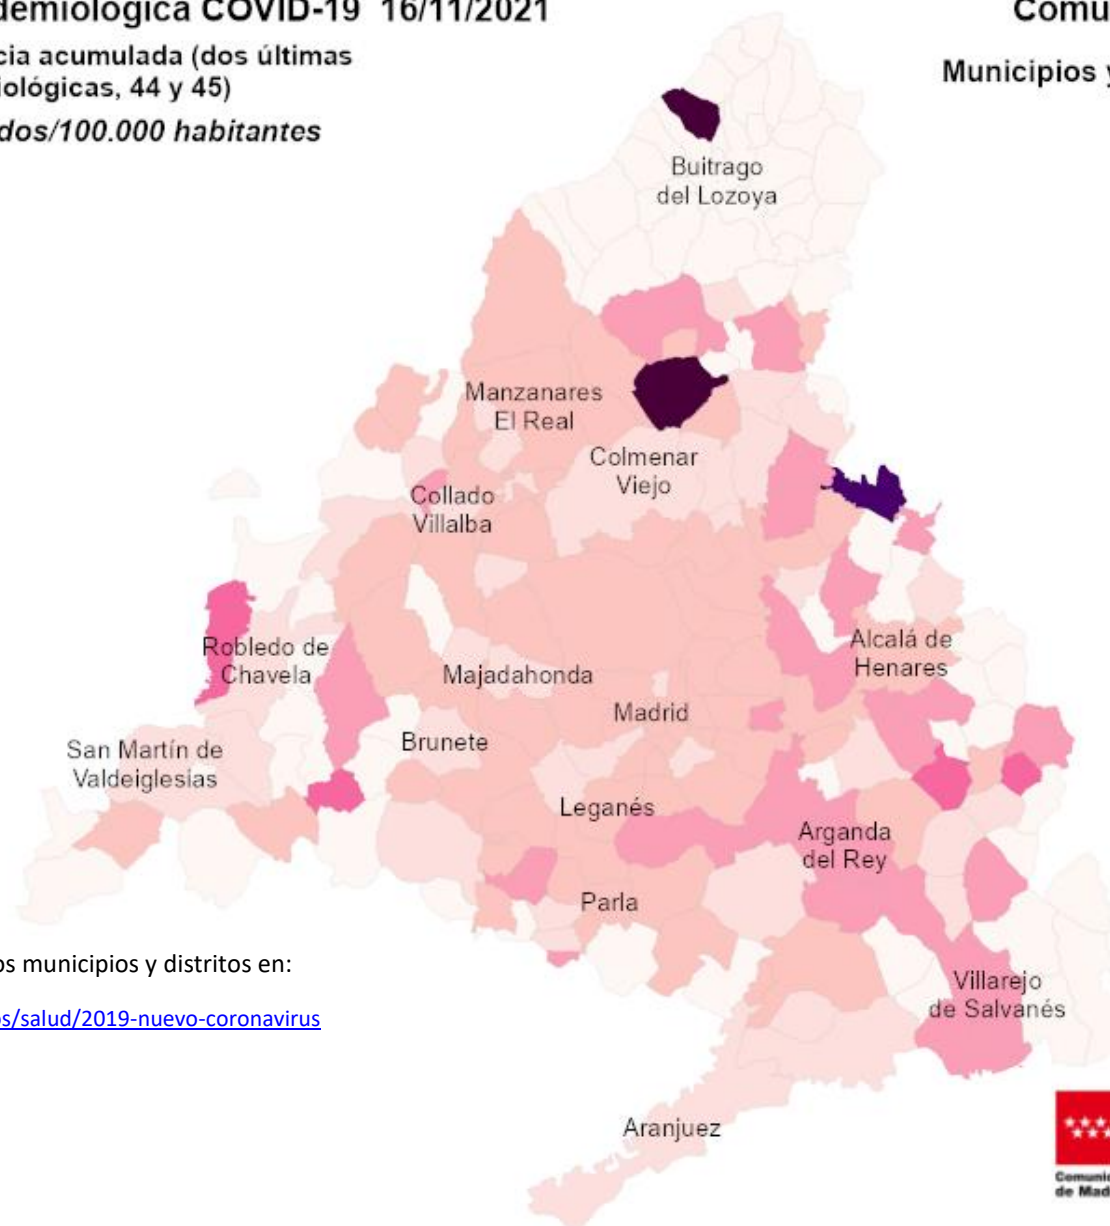 demiológica COVID-19 16/11/2021
Comu
cia acumulada (dos últimas
iológicas, 44 y 45)
Municipios y
dos/100.000 habitantes
Buitrago
del Lozoya
Manzanares
El Real
Colmenar
Viejo
Collado
Villalba
Robledo de
Chavela
Majadahonda
Alcalá de
Henares
Madrid
Brunete
San Martín de
Valdeiglesias
Leganés
Arganda
del Rey
Parla
os municipios y distritos en:
Villarejo
de Salvanés
os/salud/2019-nuevo-coronavirus
Aranjuez
Comunid
de Mad